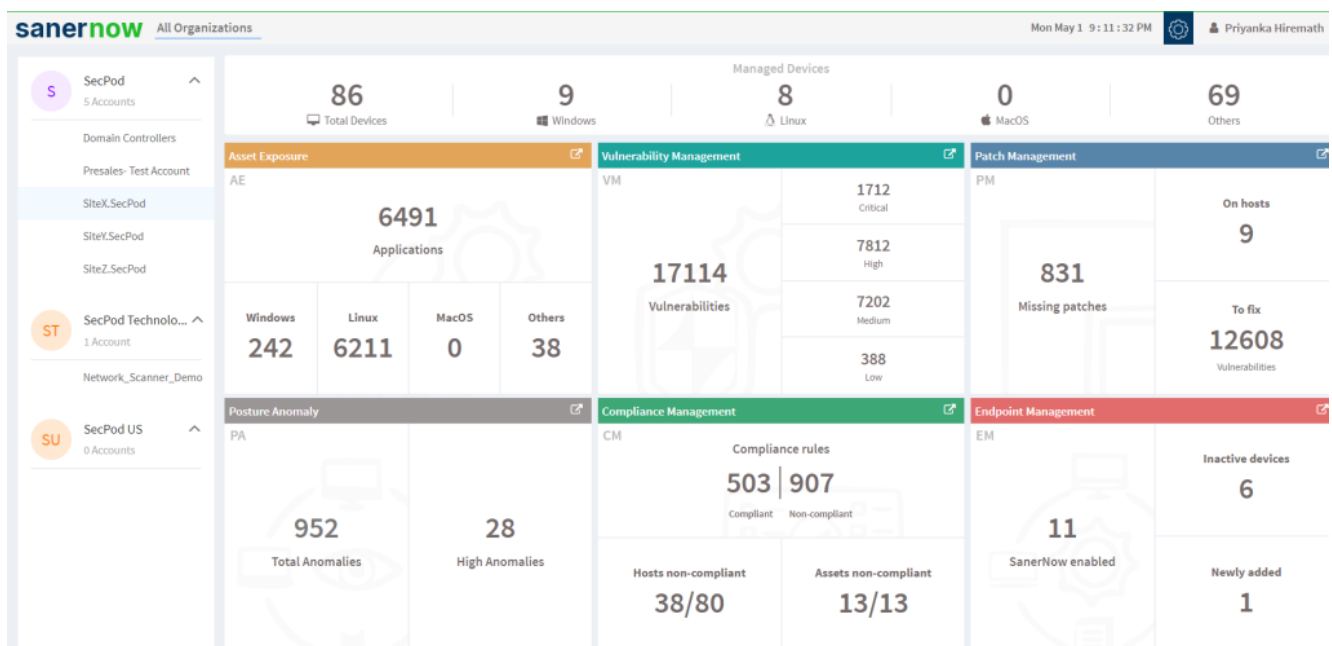 sanernow All Organizations Mon May 1 9:11:32 PM Priyanka Hiremath
S SecPod
5 Accounts
Domain Controllers
Presales- Test Account
SiteX.SecPod
SiteY.SecPod
SiteZ.SecPod
ST SecPod Technolo...
1 Account
Network_Scanner_Demo
SU SecPod US
0 Accounts
Managed Devices
86 9 8 0 69
Total Devices Windows Linux MacOS Others
Asset Exposure
AE
6491
Applications
Windows Linux MacOS Others
242 6211 0 38
Vulnerability Management
VM
17114
Vulnerabilities
1712
Critical
7812
High
7202
Medium
388
Low
Patch Management
PM
831
Missing patches
On hosts
9
To fix
12608
Vulnerabilities
Posture Anomaly
PA
952 28
Total Anomalies High Anomalies
Compliance Management
CM
Compliance rules
503 907
Compliant Non-compliant
Hosts non-compliant Assets non-compliant
38/80 13/13
Endpoint Management
EM
11
SanerNow enabled
Inactive devices
6
Newly added
1